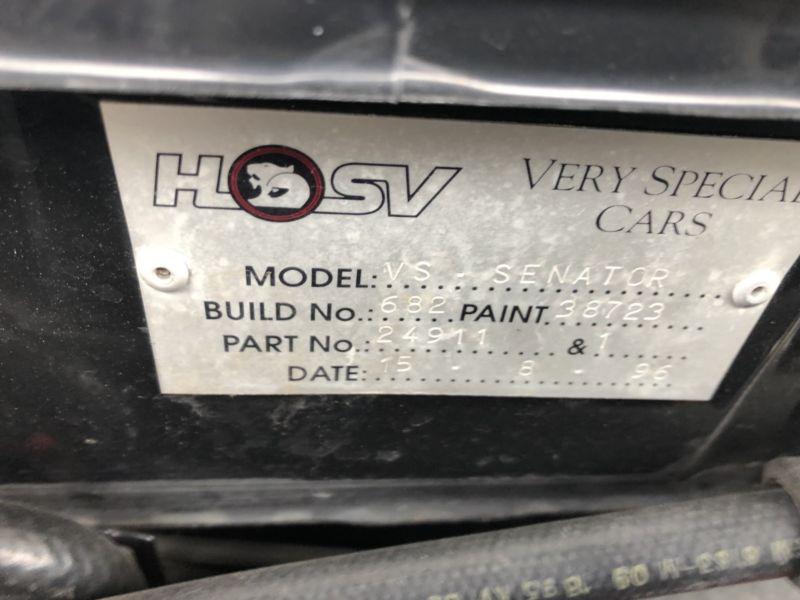 HSV VERY SPECIAL
CARS
MODEL: VS - SENATOR
BUILD No.: 682 PAINT 38723
PART No.: 24911 & 1
DATE: 15 - 8 - 96